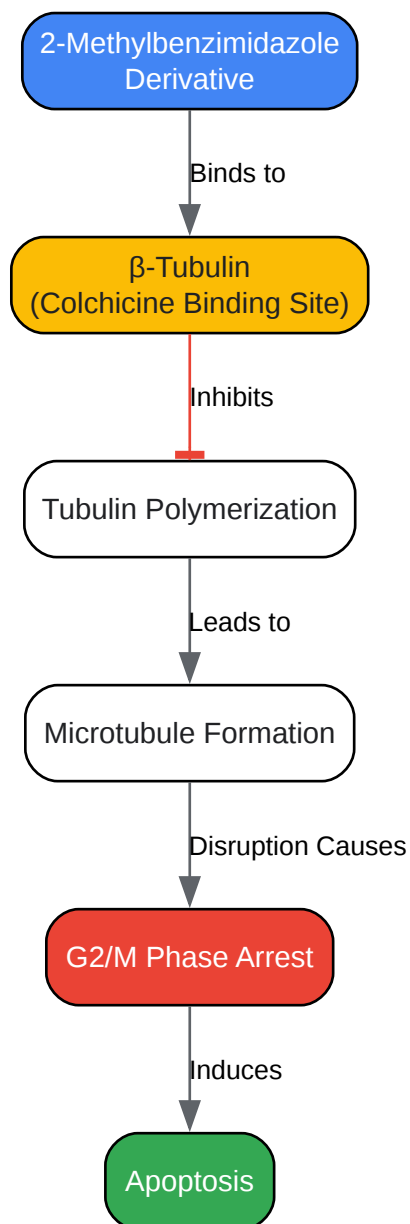 2-Methylbenzimidazole
Derivative
Binds to
β-Tubulin
(Colchicine Binding Site)
Inhibits
Tubulin Polymerization
Leads to
Microtubule Formation
Disruption Causes
G2/M Phase Arrest
Induces
Apoptosis